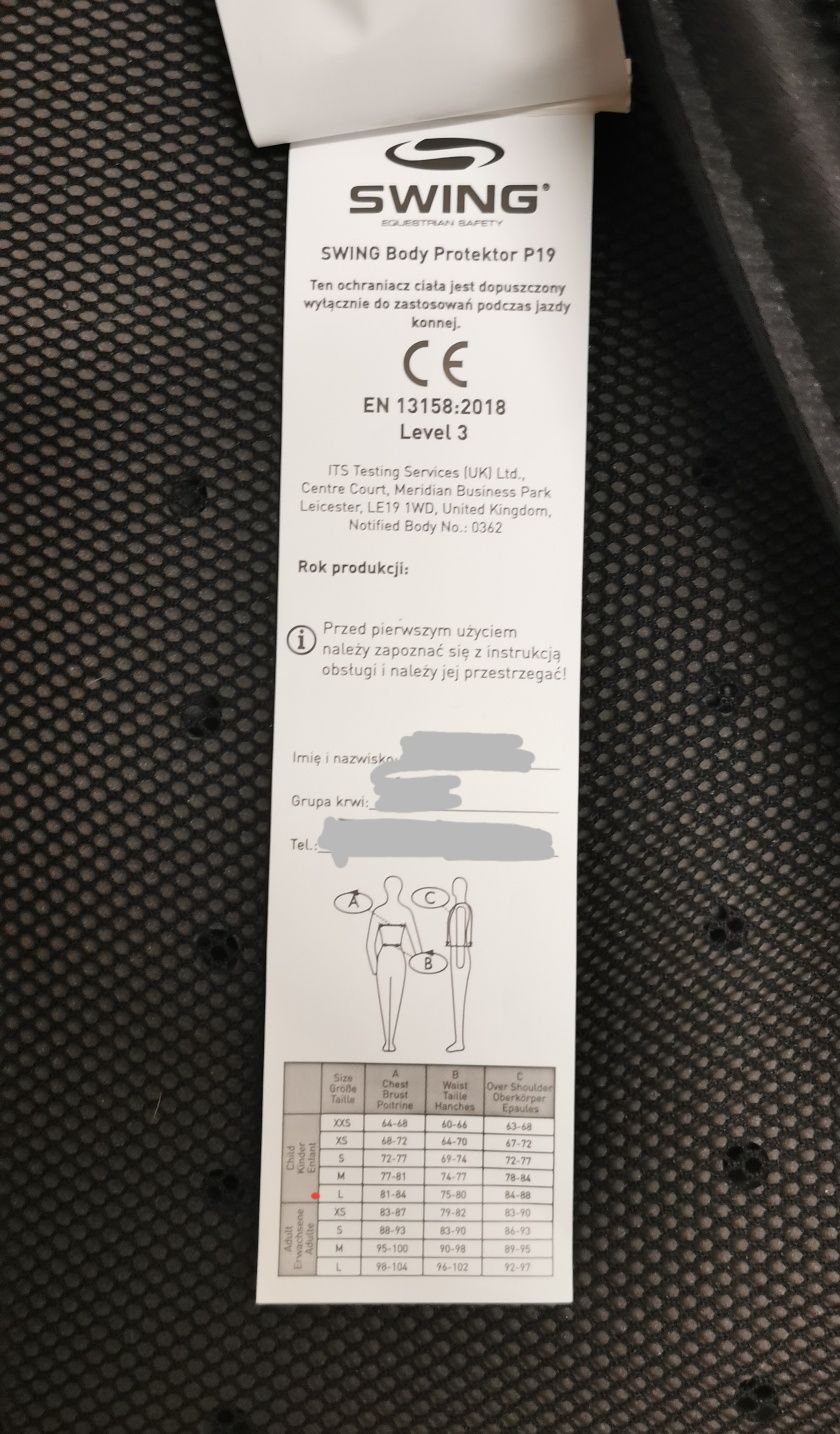 SWING®
EQUESTRIAN SAFETY
SWING Body Protektor P19
Ten ochraniacz ciała jest dopuszczony
wyłącznie do zastosowań podczas jazdy
konnej.
CE
EN 13158:2018
Level 3
ITS Testing Services (UK) Ltd.,
Centre Court, Meridian Business Park
Leicester, LE19 1WD, United Kingdom,
Notified Body No.: 0362
Rok produkcji:
i
Przed pierwszym użyciem
należy zapoznać się z instrukcją
obsługi i należy jej przestrzegać!
Imię i nazwisko
Grupa krwi:
Tel.:
A
C
B
Size Größe Taille
A Chest Brust Poitrine
B Waist Taille Hanches
C Over Shoulder Oberkörper Epaules
Child Kinder Enfant
XXS 64-68 60-66 63-68
XS 68-72 64-70 67-72
S 72-77 69-74 72-77
M 77-81 74-77 78-84
L 81-84 75-80 84-88
Adult Erwachsene Adulte
XS 83-87 79-82 83-90
S 88-93 83-90 86-93
M 95-100 90-98 89-95
L 98-104 96-102 92-97